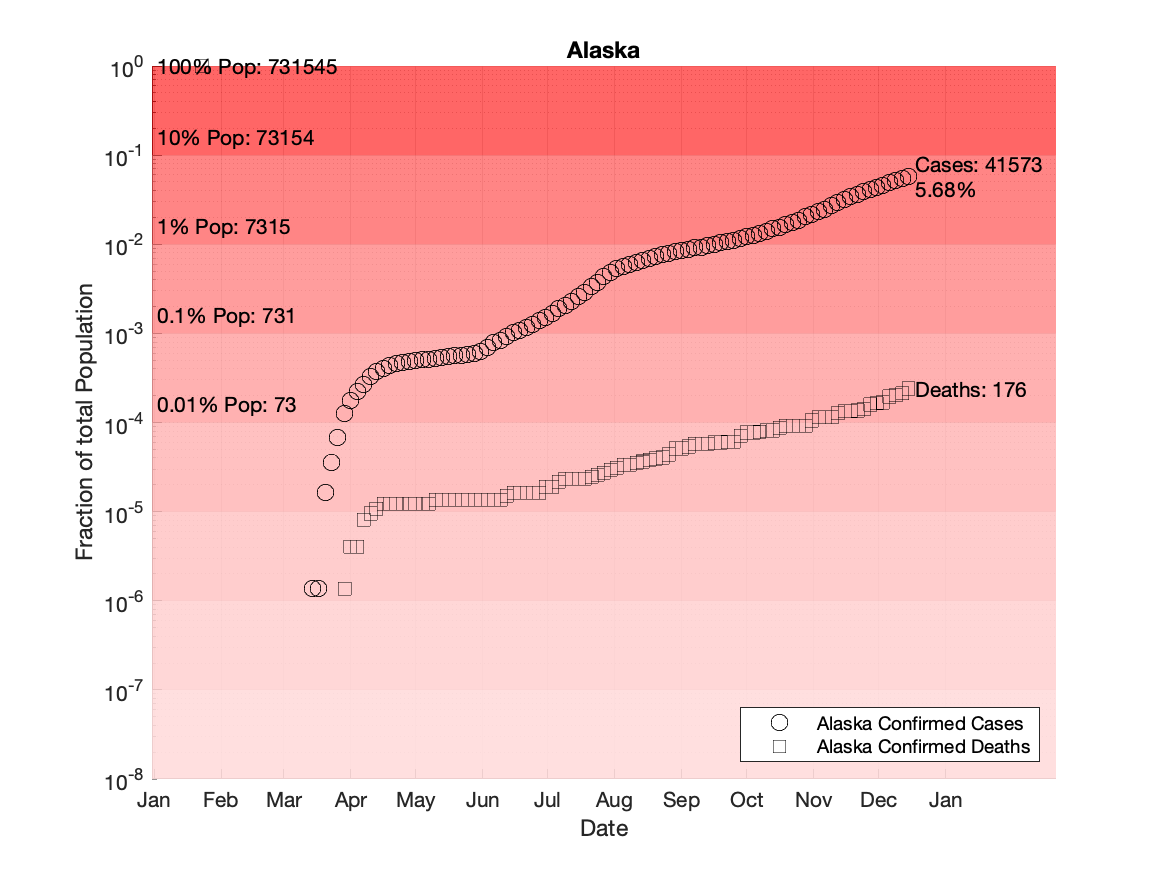 Alaska
10^0
100% Pop: 731545
10% Pop: 73154
10^-1
Cases: 41573
5.68%
1% Pop: 7315
10^-2
0.1% Pop: 731
10^-3
Deaths: 176
0.01% Pop: 73
10^-4
10^-5
10^-6
10^-7
10^-8
Fraction of total Population
Alaska Confirmed Cases
Alaska Confirmed Deaths
Jan Feb Mar Apr May Jun Jul Aug Sep Oct Nov Dec Jan
Date